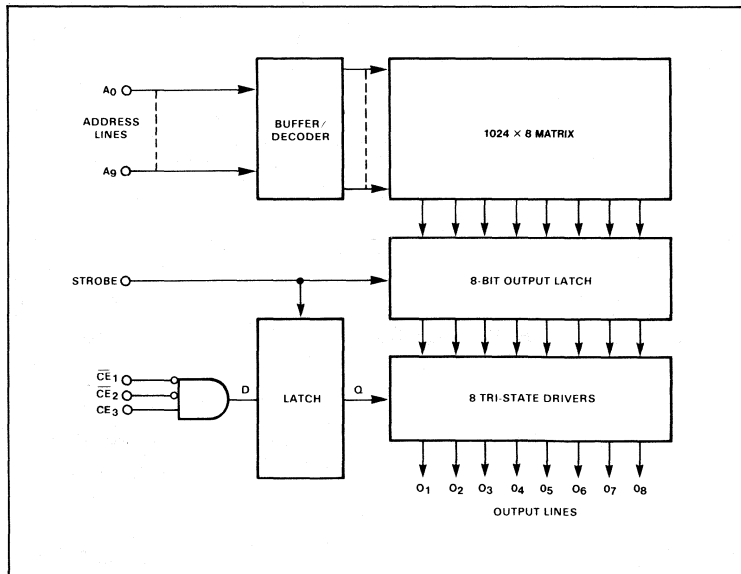 A0
ADDRESS
LINES
A9
BUFFER/
DECODER
1024 × 8 MATRIX
STROBE
8-BIT OUTPUT LATCH
CE1
CE2
CE3
D
LATCH
Q
8 TRI-STATE DRIVERS
O1 O2 O3 O4 O5 O6 O7 O8
OUTPUT LINES